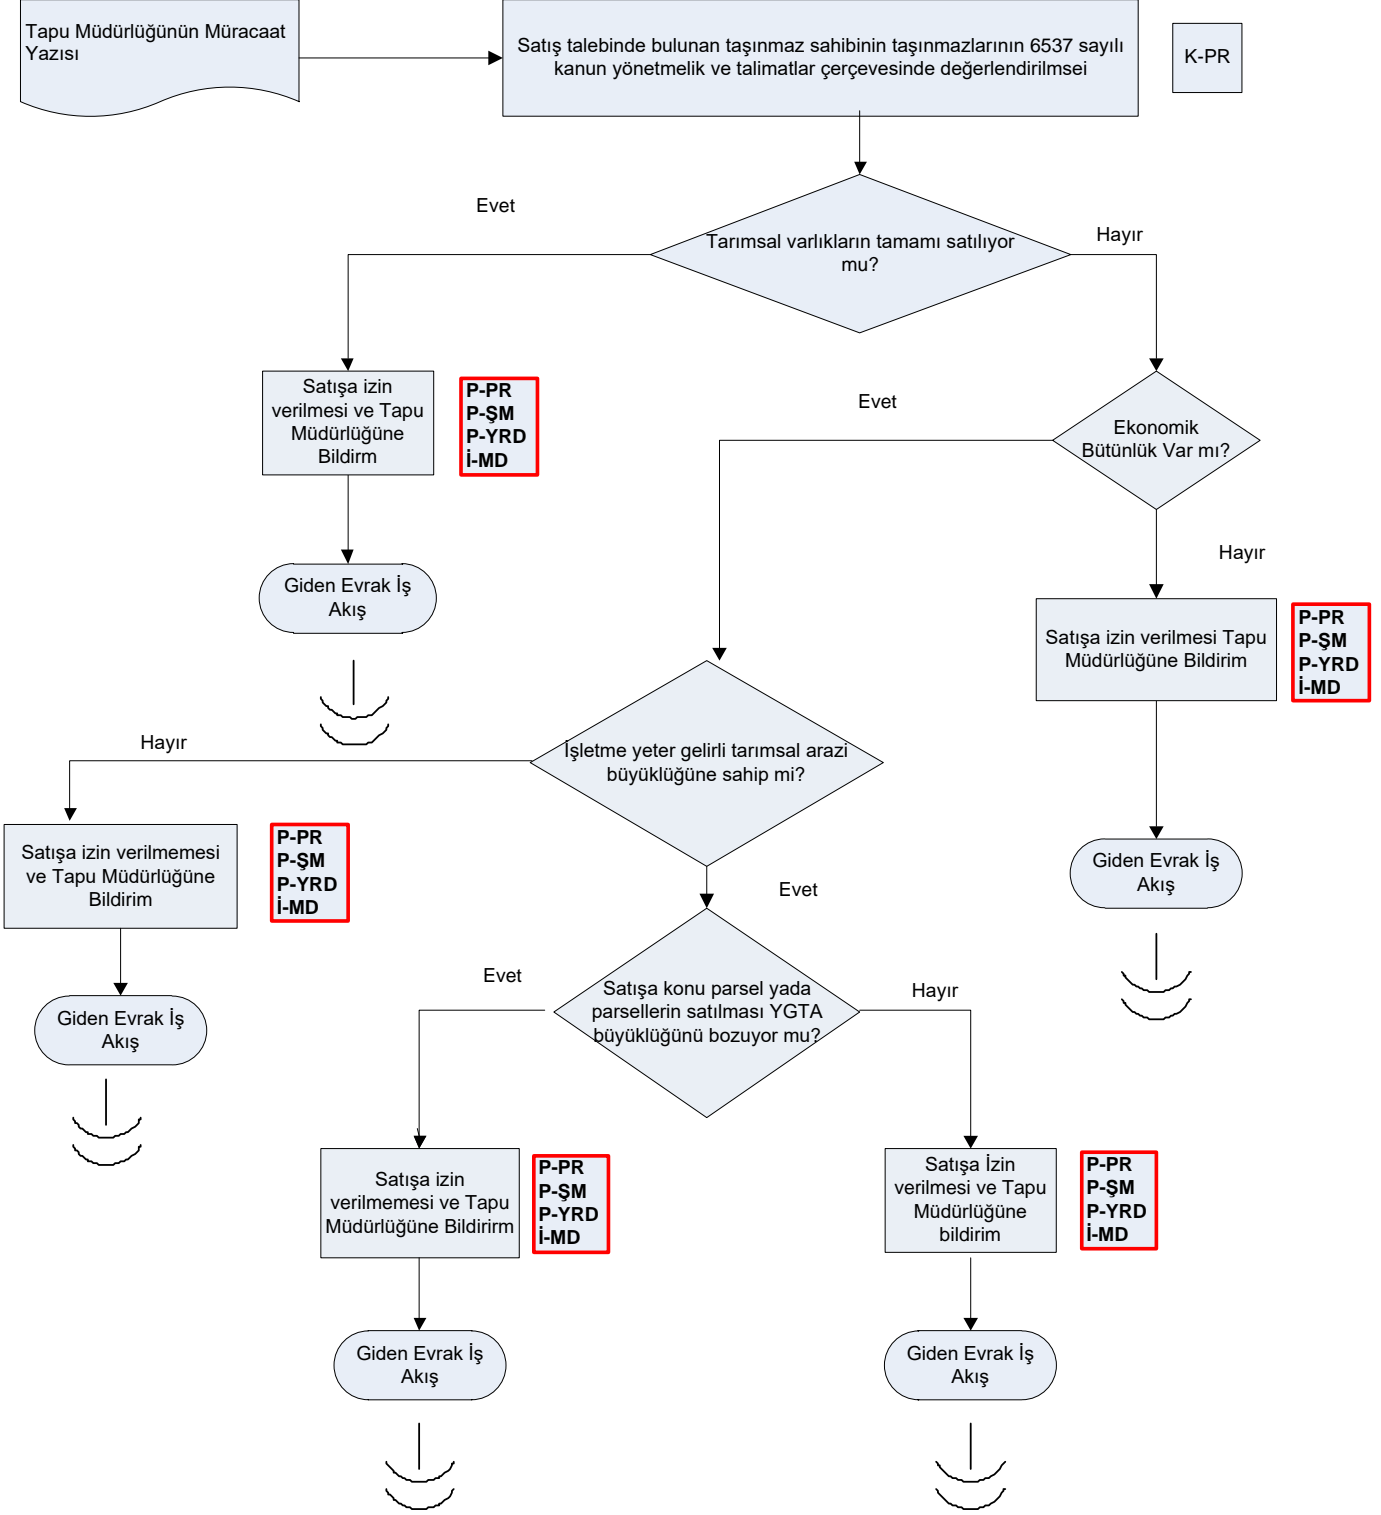 Tapu Müdürlüğünün Müracaat
Yazısı
Satış talebinde bulunan taşınmaz sahibinin taşınmazlarının 6537 sayılı
kanun yönetmelik ve talimatlar çerçevesinde değerlendirilmsei
K-PR
Evet
Tarımsal varlıkların tamamı satılıyor
mu?
Hayır
Satışa izin
verilmesi ve Tapu
Müdürlüğüne
Bildirm
P-PR
P-ŞM
P-YRD
İ-MD
Evet
Ekonomik
Bütünlük Var mı?
Hayır
Giden Evrak İş
Akış
Satışa izin verilmesi Tapu
Müdürlüğüne Bildirim
P-PR
P-ŞM
P-YRD
İ-MD
Hayır
İşletme yeter gelirli tarımsal arazi
büyüklüğüne sahip mi?
Satışa izin verilmemesi
ve Tapu Müdürlüğüne
Bildirim
P-PR
P-ŞM
P-YRD
İ-MD
Evet
Giden Evrak İş
Akış
Giden Evrak İş
Akış
Evet
Satışa konu parsel yada
parsellerin satılması YGTA
büyüklüğünü bozuyor mu?
Hayır
Satışa izin
verilmemesi ve Tapu
Müdürlüğüne Bildirirm
P-PR
P-ŞM
P-YRD
İ-MD
Satışa İzin
verilmesi ve Tapu
Müdürlüğüne
bildirim
P-PR
P-ŞM
P-YRD
İ-MD
Giden Evrak İş
Akış
Giden Evrak İş
Akış